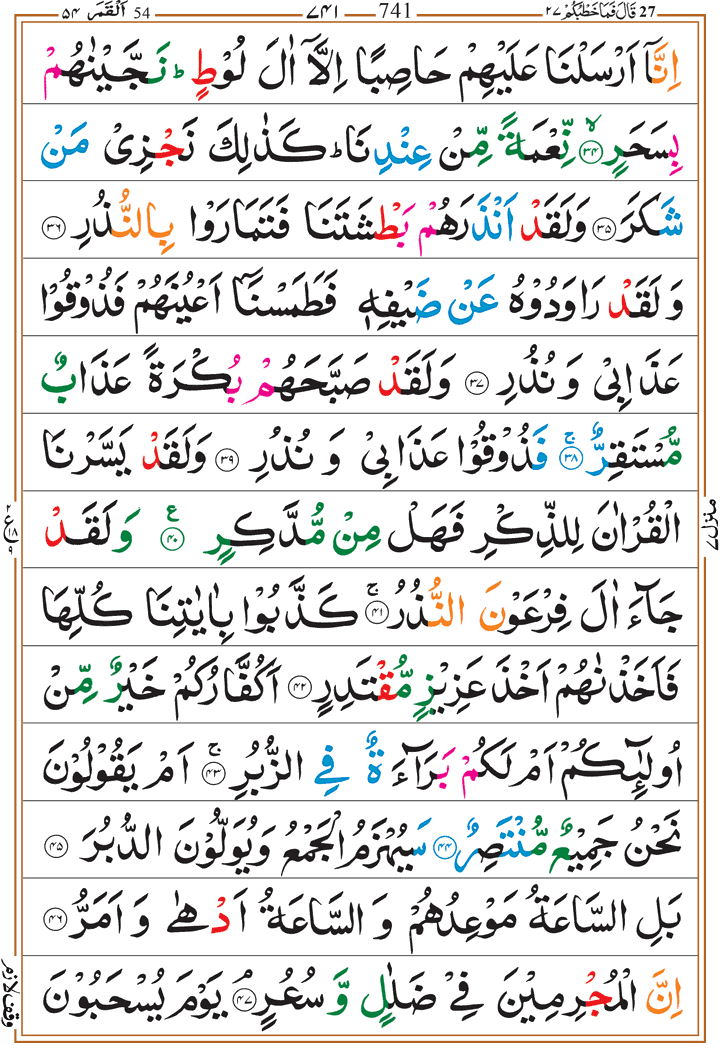 54 اَلْقَمَر ٥٤
741 ٧٤١
27 قَالَ فَمَا خَطْبُكُمْ ٢٧
اِنَّاۤ اَرْسَلْنَا عَلَیْهِمْ حَاصِبًا اِلَّاۤ اٰلَ لُوْطٍ ؕ نَجَّیْنٰهُمْ
بِسَحَرٍ ۙ﴿۳۴﴾ نِّعْمَةً مِّنْ عِنْدِنَا ؕ كَذٰلِكَ نَجْزِیْ مَنْ
شَكَرَ ﴿۳۵﴾ وَلَقَدْ اَنْذَرَهُمْ بَطْشَتَنَا فَتَمَارَوْا بِالنُّذُرِ ﴿۳۶﴾
وَلَقَدْ رَاوَدُوْهُ عَنْ ضَیْفِهٖ فَطَمَسْنَاۤ اَعْیُنَهُمْ فَذُوْقُوْا
عَذَابِیْ وَنُذُرِ ﴿۳۷﴾ وَلَقَدْ صَبَّحَهُمْ بُكْرَةً عَذَابٌ
مُّسْتَقِرٌّ ۚ﴿۳۸﴾ فَذُوْقُوْا عَذَابِیْ وَنُذُرِ ﴿۳۹﴾ وَلَقَدْ یَسَّرْنَا
الْقُرْاٰنَ لِلذِّكْرِ فَهَلْ مِنْ مُّدَّكِرٍ ﴿۴۰﴾ ع وَلَقَدْ
جَآءَ اٰلَ فِرْعَوْنَ النُّذُرُ ۚ﴿۴۱﴾ كَذَّبُوْا بِاٰیٰتِنَا كُلِّهَا
فَاَخَذْنٰهُمْ اَخْذَ عَزِیْزٍ مُّقْتَدِرٍ ﴿۴۲﴾ اَكُفَّارُكُمْ خَیْرٌ مِّنْ
اُولٰٓىِٕكُمْ اَمْ لَكُمْ بَرَآءَةٌ فِی الزُّبُرِ ۚ﴿۴۳﴾ اَمْ یَقُوْلُوْنَ
نَحْنُ جَمِیْعٌ مُّنْتَصِرٌ ﴿۴۴﴾ سَیُهْزَمُ الْجَمْعُ وَیُوَلُّوْنَ الدُّبُرَ ﴿۴۵﴾
بَلِ السَّاعَةُ مَوْعِدُهُمْ وَالسَّاعَةُ اَدْهٰی وَاَمَرُّ ﴿۴۶﴾
اِنَّ الْمُجْرِمِیْنَ فِیْ ضَلٰلٍ وَّسُعُرٍ ۘ﴿۴۷﴾ یَوْمَ یُسْحَبُوْنَ
منزل ٧
وقف لازم